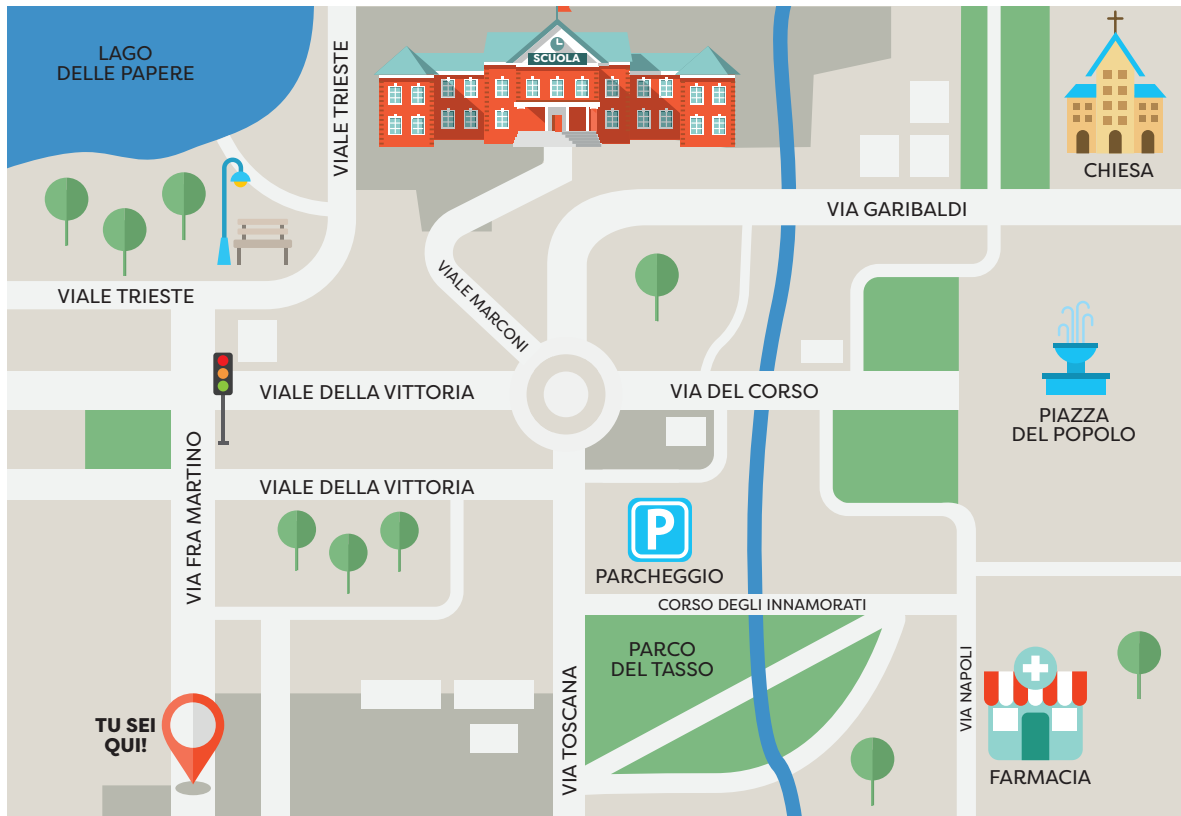 LAGO
DELLE PAPERE
VIALE TRIESTE
SCUOLA
CHIESA
VIA GARIBALDI
VIALE TRIESTE
VIALE MARCONI
VIALE DELLA VITTORIA
VIA DEL CORSO
PIAZZA
DEL POPOLO
VIA FRA MARTINO
VIALE DELLA VITTORIA
P
PARCHEGGIO
CORSO DEGLI INNAMORATI
PARCO
DEL TASSO
VIA TOSCANA
VIA NAPOLI
TU SEI
QUI!
FARMACIA